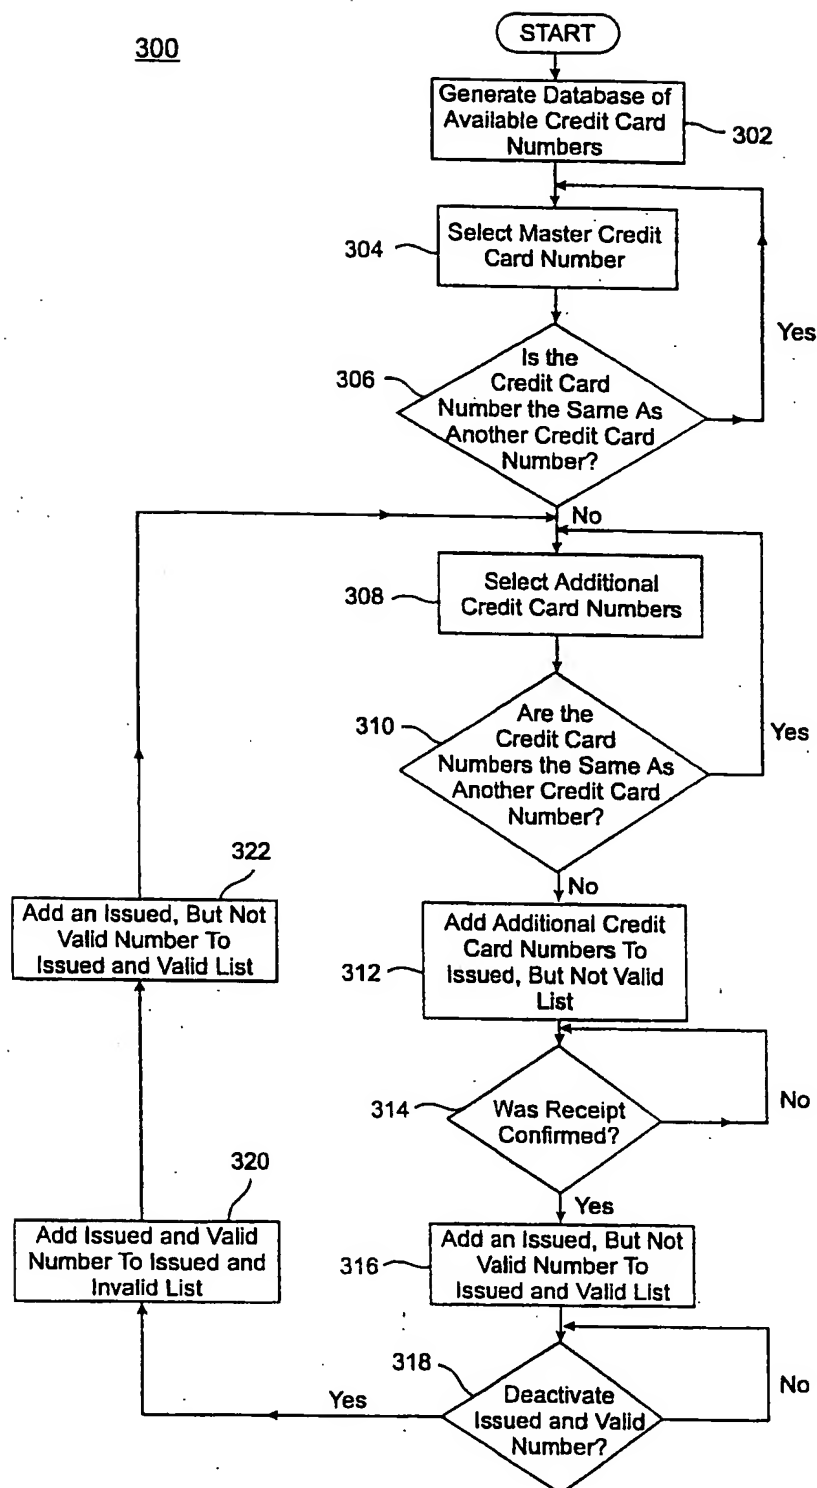 300
START
Generate Database of
Available Credit Card
Numbers
302
304
Select Master Credit
Card Number
Yes
306
Is the
Credit Card
Number the Same As
Another Credit Card
Number?
No
308
Select Additional
Credit Card Numbers
310
Are the
Credit Card
Numbers the Same As
Another Credit Card
Number?
Yes
No
322
Add an Issued, But Not
Valid Number To
Issued and Valid List
312
Add Additional Credit
Card Numbers To
Issued, But Not Valid
List
314
Was Receipt
Confirmed?
No
Yes
320
Add Issued and Valid
Number To Issued and
Invalid List
316
Add an Issued, But Not
Valid Number To
Issued and Valid List
318
Deactivate
Issued and Valid
Number?
No
Yes